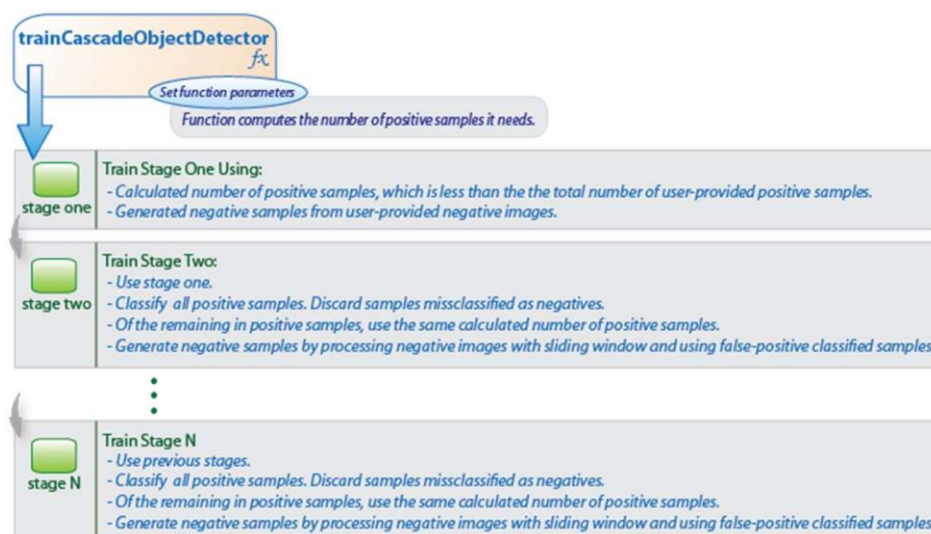 trainCascadeObjectDetector
fx
Set function parameters
Function computes the number of positive samples it needs.
stage one
Train Stage One Using:
- Calculated number of positive samples, which is less than the the total number of user-provided positive samples.
- Generated negative samples from user-provided negative images.
stage two
Train Stage Two:
- Use stage one.
- Classify all positive samples. Discard samples missclassified as negatives.
- Of the remaining in positive samples, use the same calculated number of positive samples.
- Generate negative samples by processing negative images with sliding window and using false-positive classified samples
stage N
Train Stage N
- Use previous stages.
- Classify all positive samples. Discard samples missclassified as negatives.
- Of the remaining in positive samples, use the same calculated number of positive samples.
- Generate negative samples by processing negative images with sliding window and using false-positive classified samples